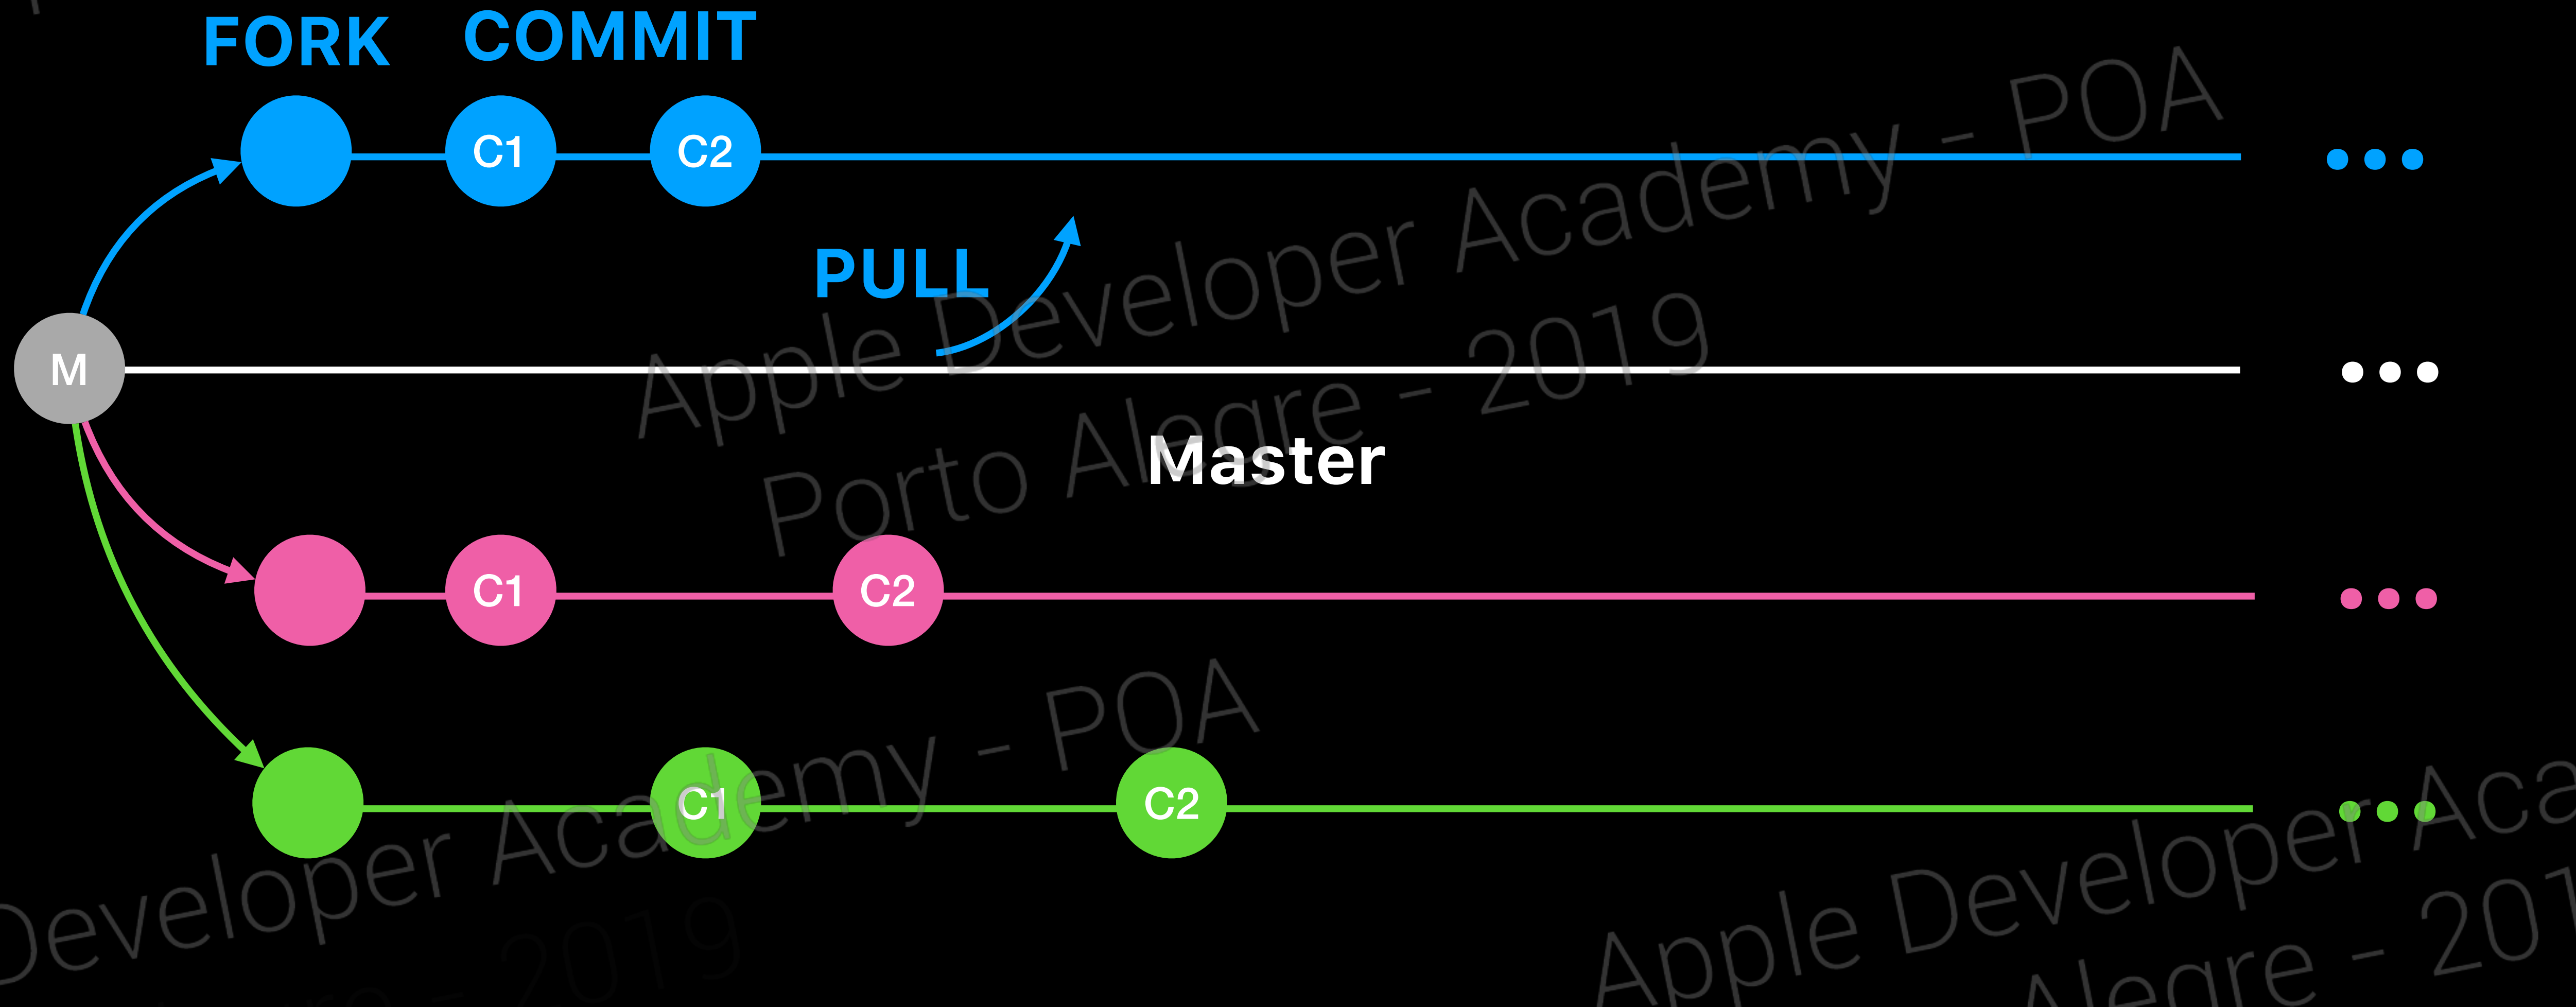 FORK COMMIT
C1 C2
PULL
M
Master
C1 C2
C1 C2
Apple Developer Academy - POA
Porto Alegre - 2019
Developer Academy - POA
2019
Apple Developer Aca
Alegre - 201